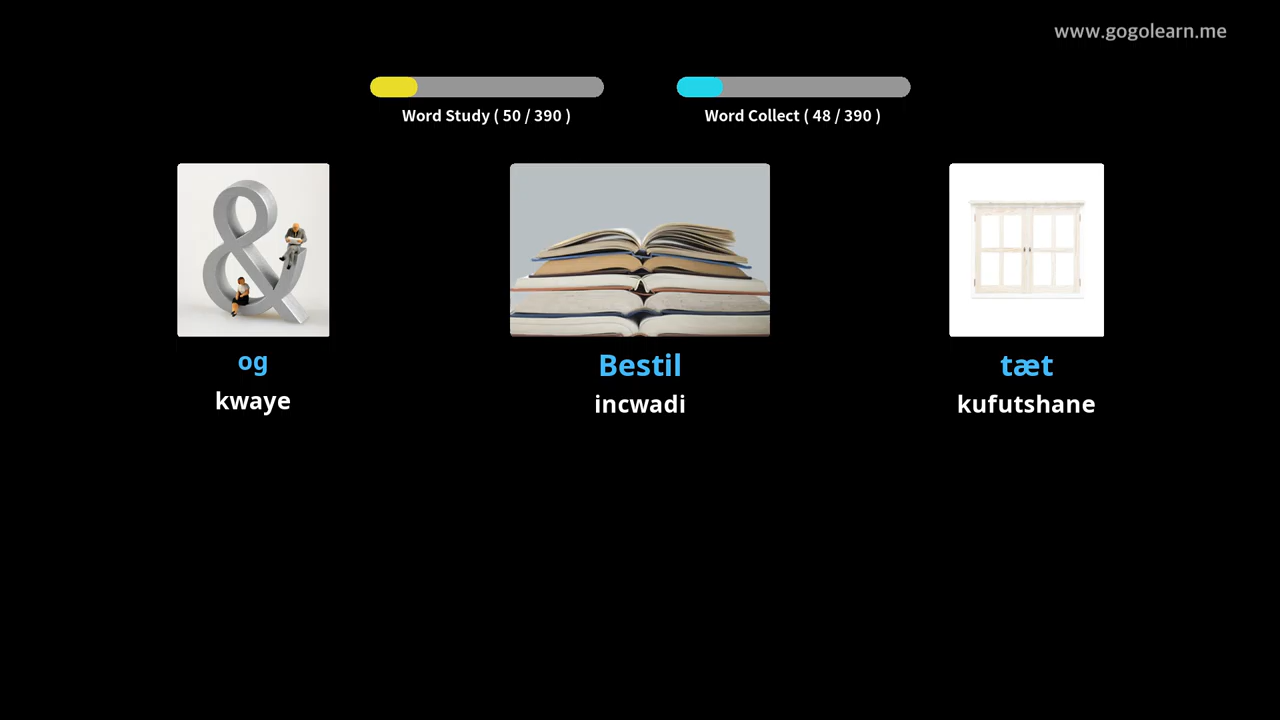 www.gogolearn.me
Word Study ( 50 / 390 )
Word Collect ( 48 / 390 )
og
kwaye
Bestil
incwadi
tæt
kufutshane